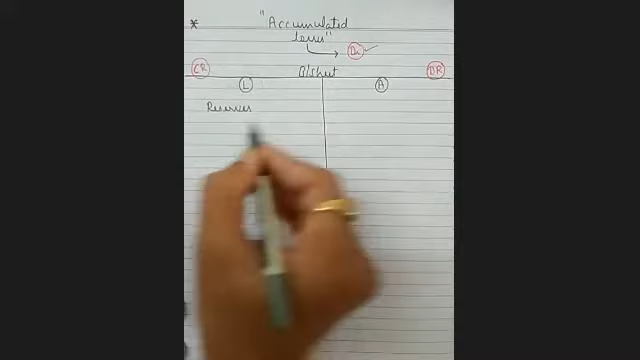 * "Accumulated
loss"
Dr ✓
CR B/Sheet DR
L A
Reserves